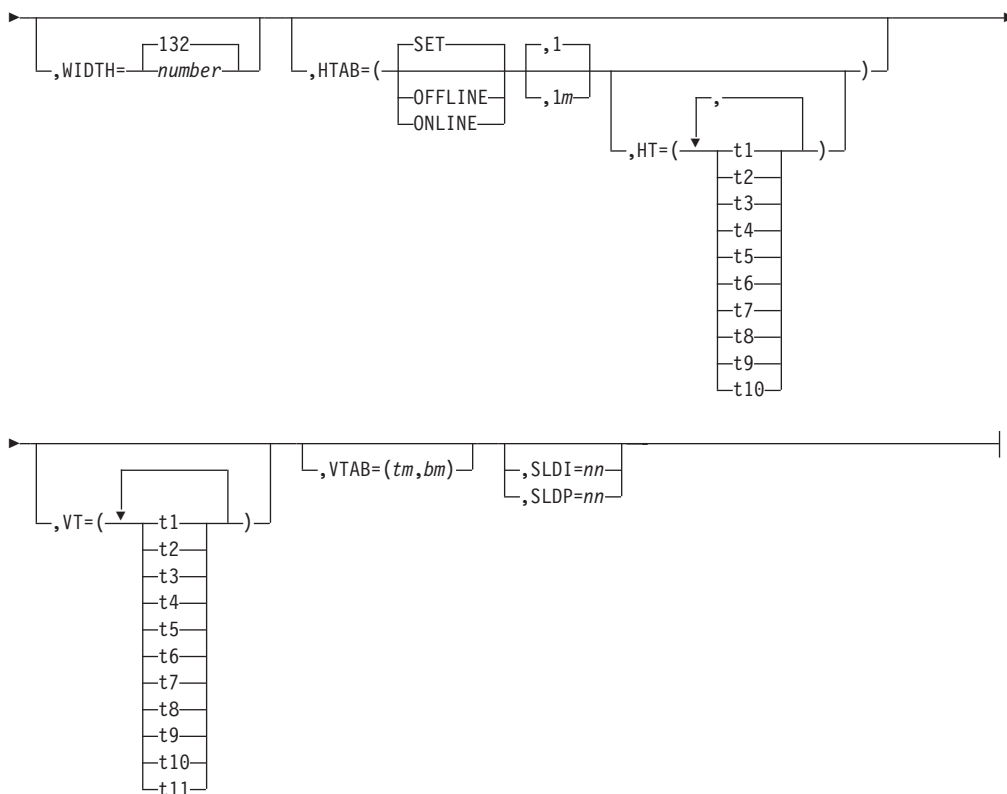 132
,WIDTH= number
SET ,1
,HTAB=( )
OFFLINE ,1m
ONLINE
,
,HT=( t1 )
t2
t3
t4
t5
t6
t7
t8
t9
t10
,VT=( t1 )
t2
t3
t4
t5
t6
t7
t8
t9
t10
t11
,VTAB=(tm,bm)
,SLDI=nn
,SLDP=nn